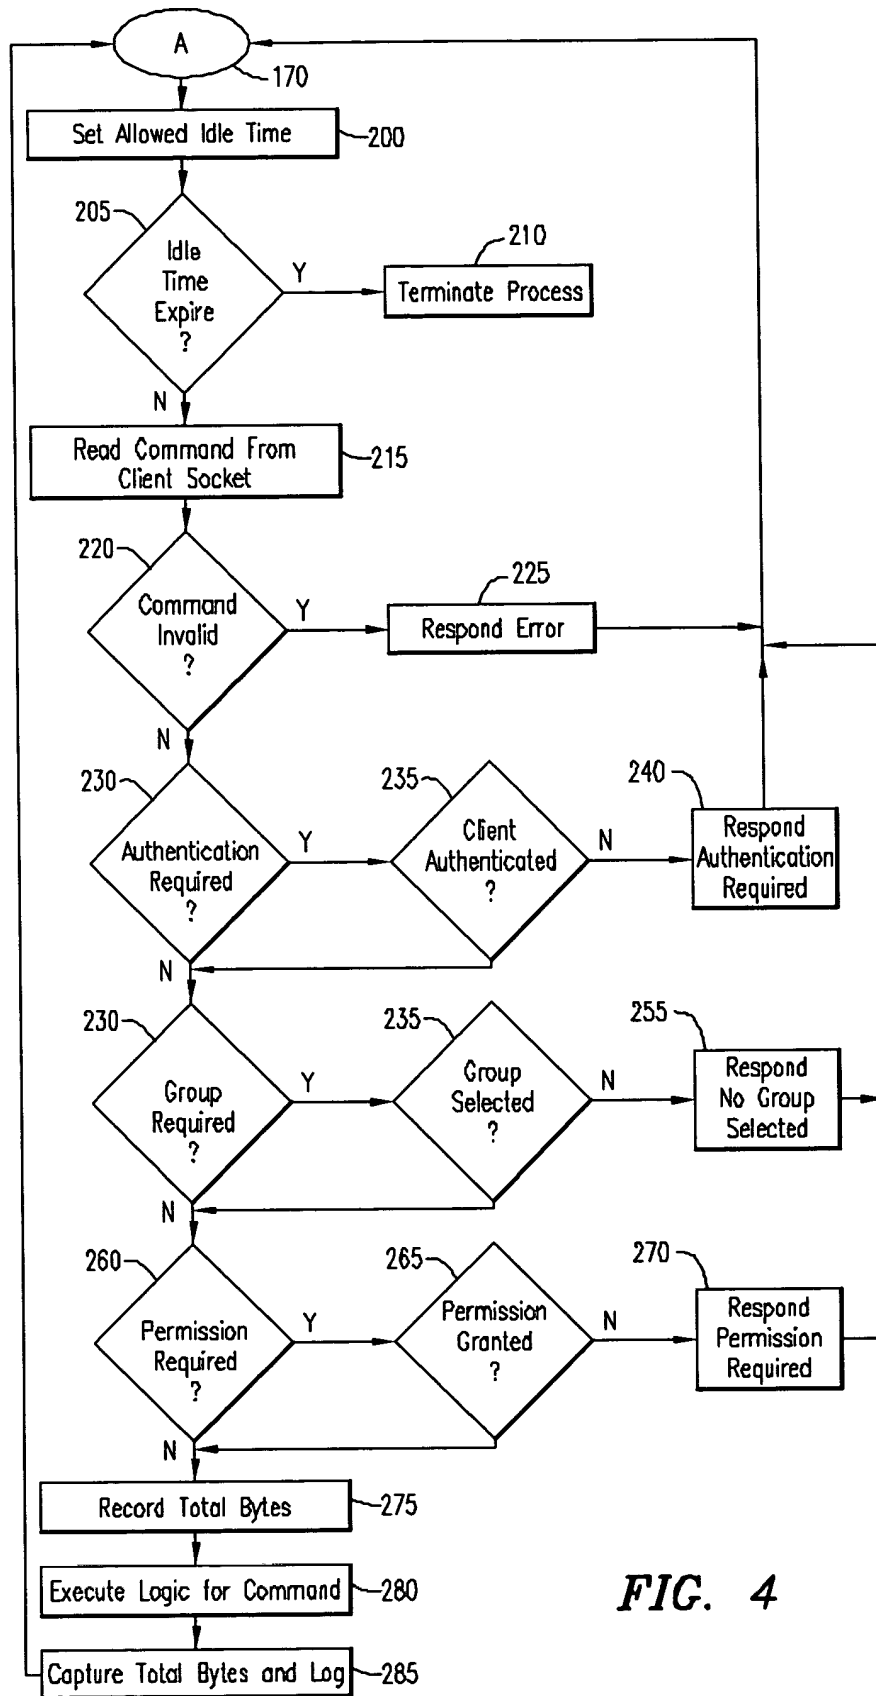 A
170
Set Allowed Idle Time
200
205
Idle
Time
Expire
?
Y
210
Terminate Process
N
Read Command From
Client Socket
215
220
Command
Invalid
?
Y
225
Respond Error
N
230
Authentication
Required
?
Y
235
Client
Authenticated
?
N
240
Respond
Authentication
Required
N
230
Group
Required
?
Y
235
Group
Selected
?
N
255
Respond
No Group
Selected
N
260
Permission
Required
?
Y
265
Permission
Granted
?
N
270
Respond
Permission
Required
N
Record Total Bytes
275
Execute Logic for Command
280
Capture Total Bytes and Log
285
FIG. 4